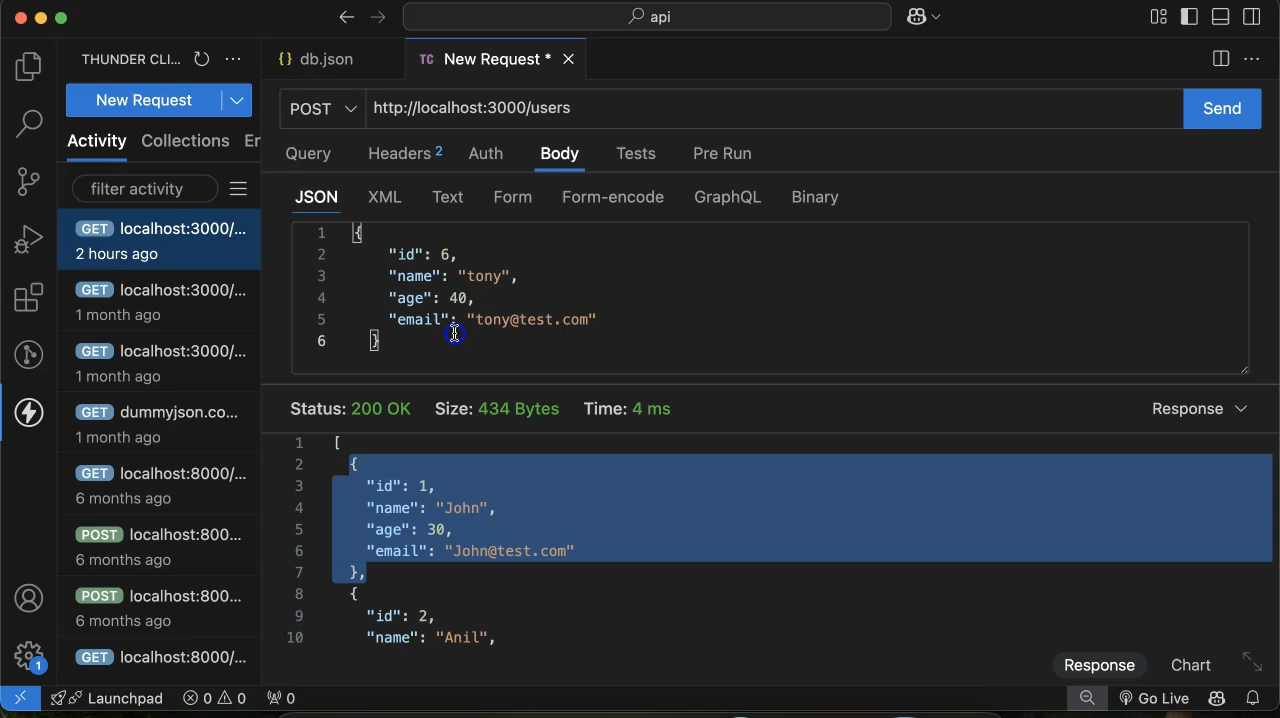 api
THUNDER CLI...
db.json
TC New Request *
New Request
POST
http://localhost:3000/users
Send
Activity Collections Er
Query Headers 2 Auth Body Tests Pre Run
filter activity
JSON XML Text Form Form-encode GraphQL Binary
GET localhost:3000/...
2 hours ago
GET localhost:3000/...
1 month ago
GET localhost:3000/...
1 month ago
GET dummyjson.co...
1 month ago
GET localhost:8000/...
6 months ago
POST localhost:800...
6 months ago
POST localhost:800...
6 months ago
GET localhost:8000/...
1 {
2 "id": 6,
3 "name": "tony",
4 "age": 40,
5 "email": "tony@test.com"
6 }
Status: 200 OK Size: 434 Bytes Time: 4 ms Response
1 [
2 {
3 "id": 1,
4 "name": "John",
5 "age": 30,
6 "email": "John@test.com"
7 },
8 {
9 "id": 2,
10 "name": "Anil",
Response Chart
1
Launchpad 0 0 0 Go Live